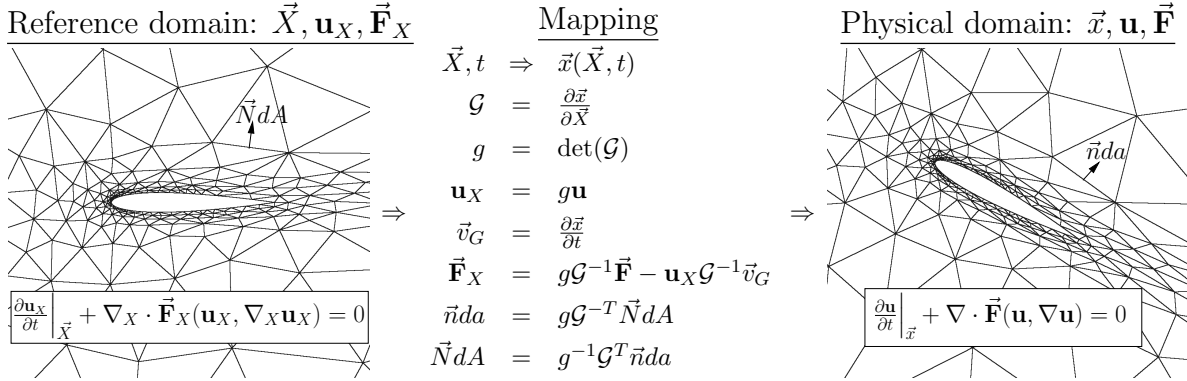 Reference domain: $\vec{X}, \mathbf{u}_X, \vec{\mathbf{F}}_X$
$\vec{N}dA$
$\left.\frac{\partial \mathbf{u}_X}{\partial t}\right|_{\vec{X}} + \nabla_X \cdot \vec{\mathbf{F}}_X(\mathbf{u}_X, \nabla_X \mathbf{u}_X) = 0$
⇒
Mapping
$\vec{X}, t \Rightarrow \vec{x}(\vec{X}, t)$
$\mathcal{G} = \frac{\partial \vec{x}}{\partial \vec{X}}$
$g = \det(\mathcal{G})$
$\mathbf{u}_X = g\mathbf{u}$
$\vec{v}_G = \frac{\partial \vec{x}}{\partial t}$
$\vec{\mathbf{F}}_X = g\mathcal{G}^{-1}\vec{\mathbf{F}} - \mathbf{u}_X\mathcal{G}^{-1}\vec{v}_G$
$\vec{n}da = g\mathcal{G}^{-T}\vec{N}dA$
$\vec{N}dA = g^{-1}\mathcal{G}^{T}\vec{n}da$
⇒
Physical domain: $\vec{x}, \mathbf{u}, \vec{\mathbf{F}}$
$\vec{n}da$
$\left.\frac{\partial \mathbf{u}}{\partial t}\right|_{\vec{x}} + \nabla \cdot \vec{\mathbf{F}}(\mathbf{u}, \nabla \mathbf{u}) = 0$